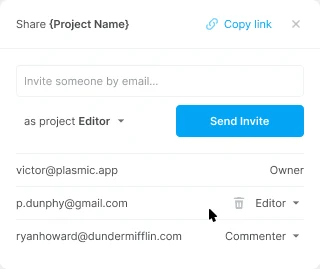 Share {Project Name} Copy link
Invite someone by email...
as project Editor Send Invite
victor@plasmic.app Owner
p.dunphy@gmail.com Editor
ryanhoward@dundermifflin.com Commenter